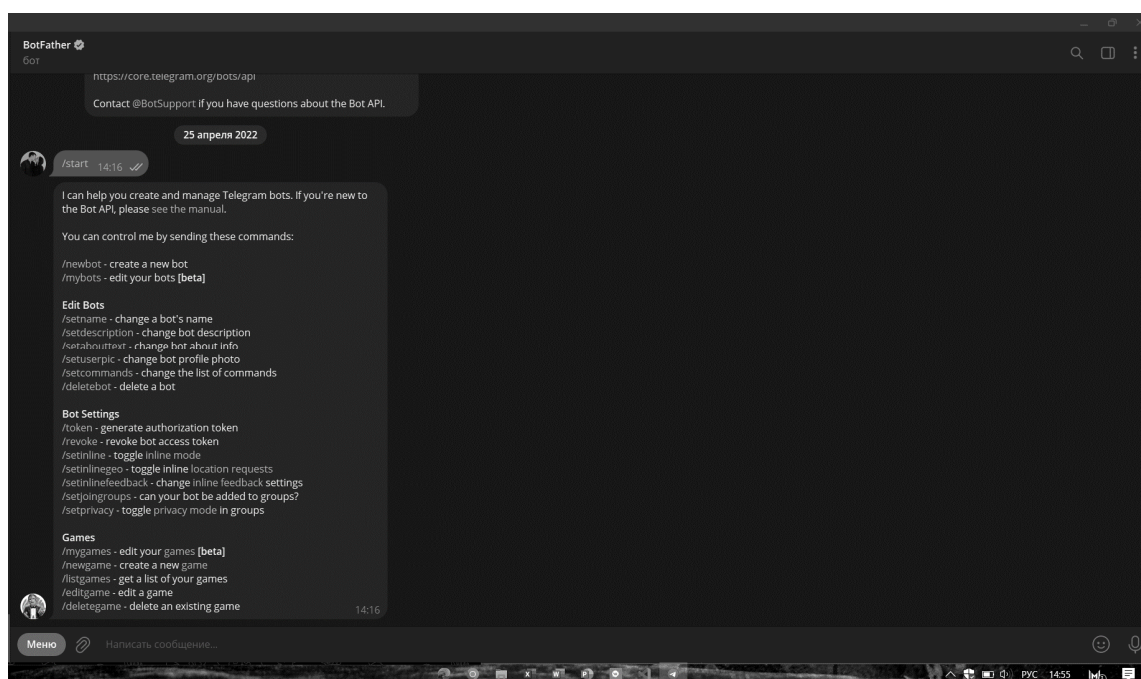 BotFather
бот
https://core.telegram.org/bots/api
Contact @BotSupport if you have questions about the Bot API.
25 апреля 2022
/start 14:16
I can help you create and manage Telegram bots. If you're new to
the Bot API, please see the manual.
You can control me by sending these commands:
/newbot - create a new bot
/mybots - edit your bots [beta]
Edit Bots
/setname - change a bot's name
/setdescription - change bot description
/setabouttext - change bot about info
/setuserpic - change bot profile photo
/setcommands - change the list of commands
/deletebot - delete a bot
Bot Settings
/token - generate authorization token
/revoke - revoke bot access token
/setinline - toggle inline mode
/setinlinegeo - toggle inline location requests
/setinlinefeedback - change inline feedback settings
/setjoingroups - can your bot be added to groups?
/setprivacy - toggle privacy mode in groups
Games
/mygames - edit your games [beta]
/newgame - create a new game
/listgames - get a list of your games
/editgame - edit a game
/deletegame - delete an existing game 14:16
Меню Написать сообщение...
РУС 14:55